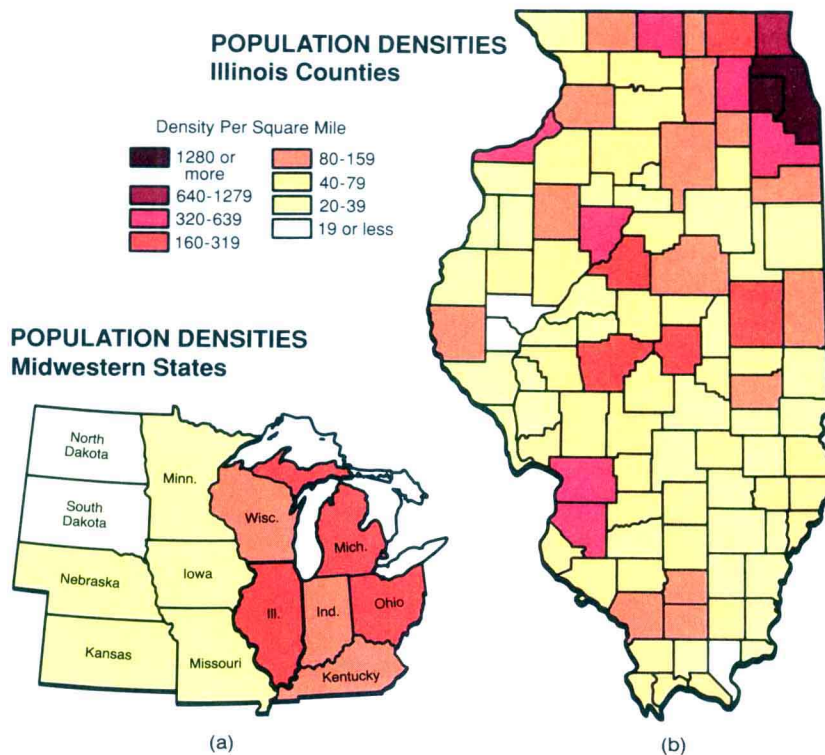 POPULATION DENSITIES
Illinois Counties
Density Per Square Mile
1280 or
more
640-1279
320-639
160-319
80-159
40-79
20-39
19 or less
POPULATION DENSITIES
Midwestern States
North
Dakota
South
Dakota
Nebraska
Kansas
Minn.
Iowa
Missouri
Wisc.
Ill.
Mich.
Ind.
Ohio
Kentucky
(a)
(b)